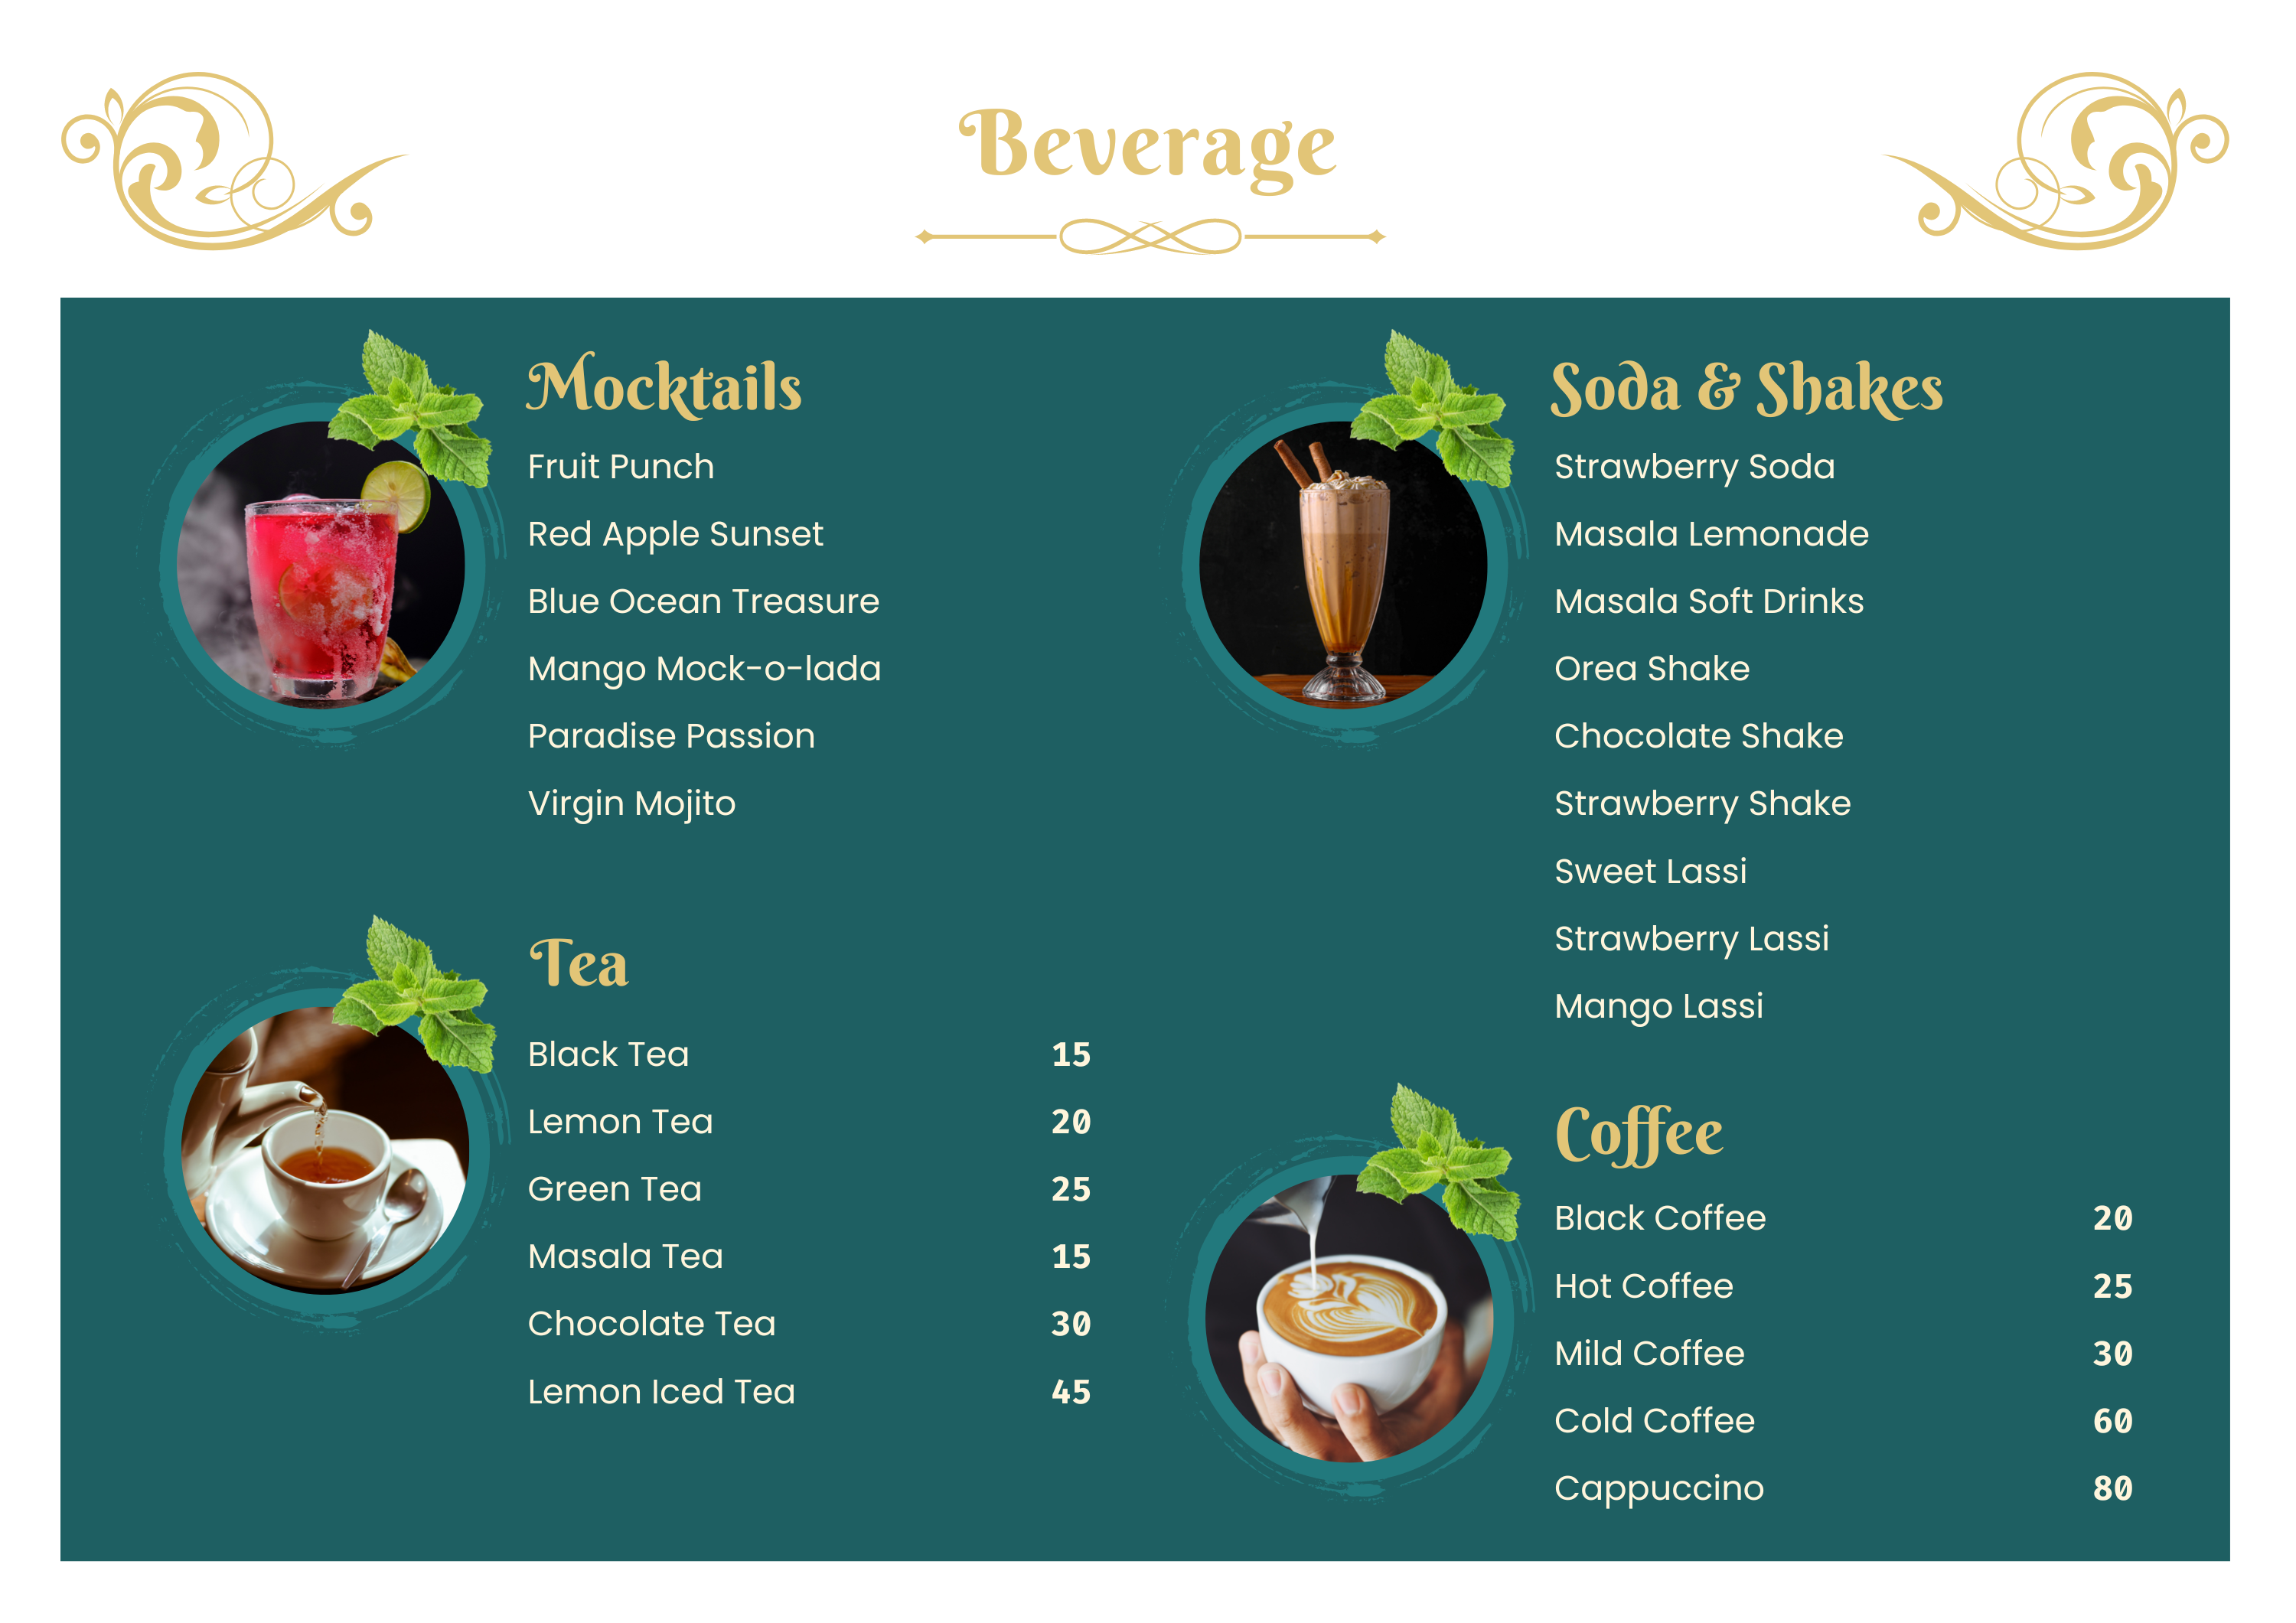 Beverage
Mocktails
Fruit Punch
Red Apple Sunset
Blue Ocean Treasure
Mango Mock-o-lada
Paradise Passion
Virgin Mojito
Tea
Black Tea 15
Lemon Tea 20
Green Tea 25
Masala Tea 15
Chocolate Tea 30
Lemon Iced Tea 45
Soda & Shakes
Strawberry Soda
Masala Lemonade
Masala Soft Drinks
Orea Shake
Chocolate Shake
Strawberry Shake
Sweet Lassi
Strawberry Lassi
Mango Lassi
Coffee
Black Coffee 20
Hot Coffee 25
Mild Coffee 30
Cold Coffee 60
Cappuccino 80